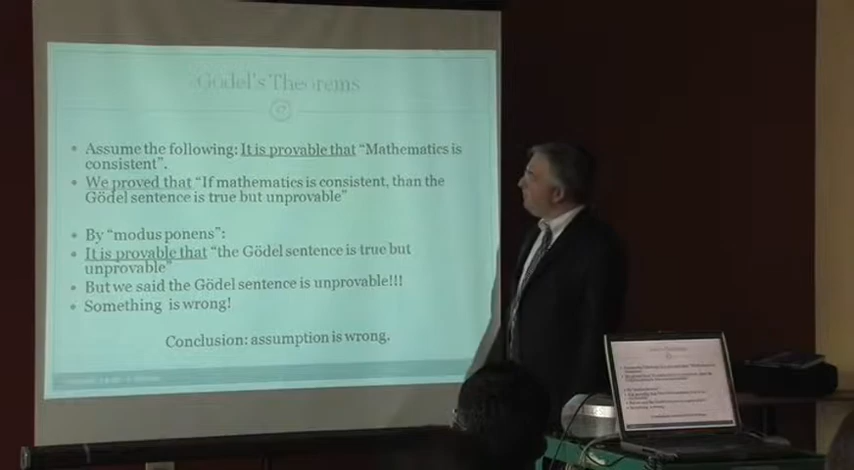 Gödel's Theorems
• Assume the following: It is provable that “Mathematics is
consistent”.
• We proved that “If mathematics is consistent, than the
Gödel sentence is true but unprovable”
• By “modus ponens”:
• It is provable that “the Gödel sentence is true but
unprovable”
• But we said the Gödel sentence is unprovable!!!
• Something is wrong!
Conclusion: assumption is wrong.